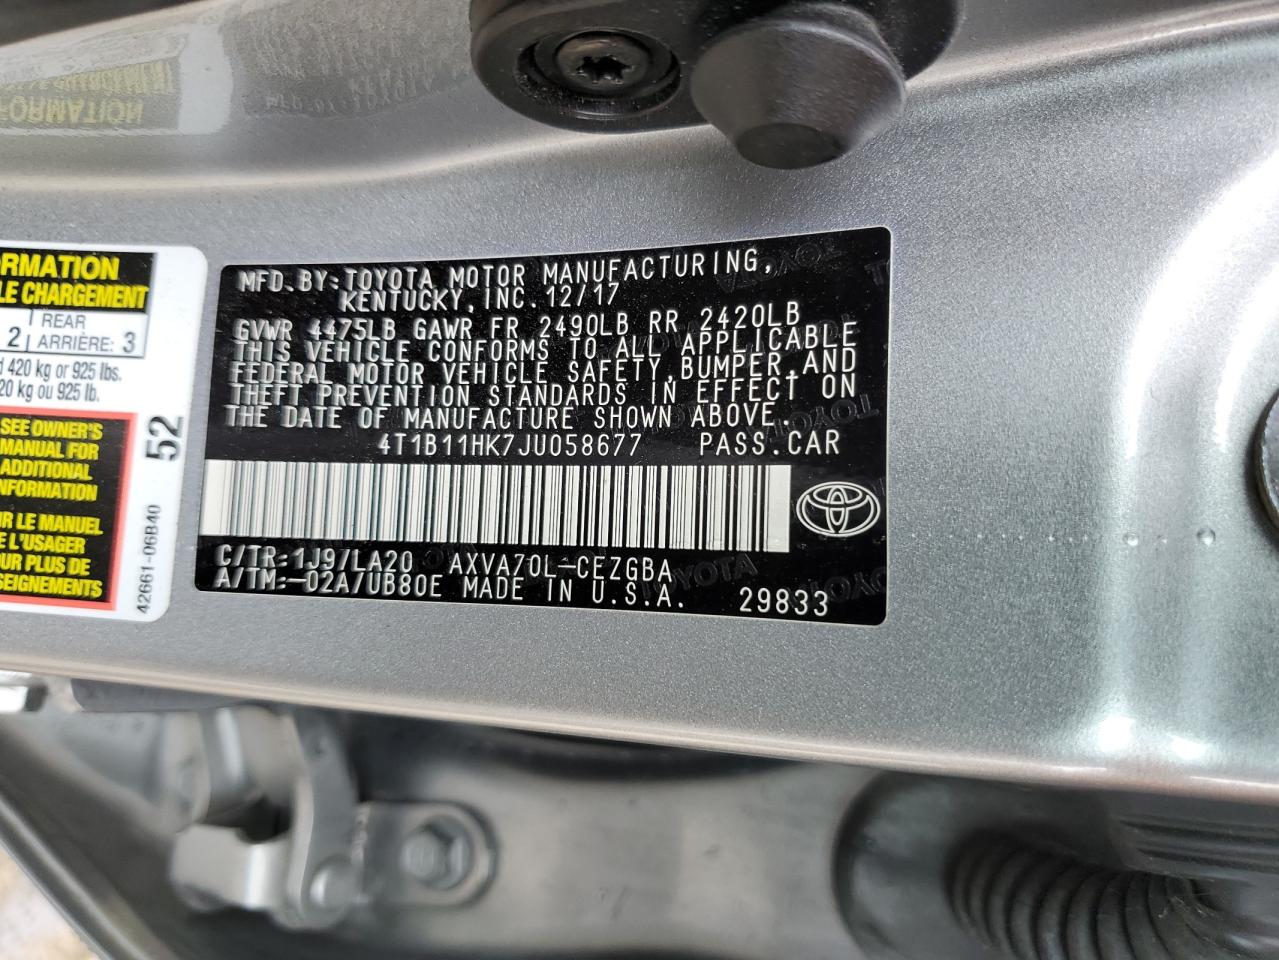 MFD.BY:TOYOTA MOTOR MANUFACTURING,
KENTUCKY, INC. 12/17
GVWR 4475LB GAWR FR 2490LB RR 2420LB
THIS VEHICLE CONFORMS TO ALL APPLICABLE
FEDERAL MOTOR VEHICLE SAFETY,BUMPER,AND
THEFT PREVENTION STANDARDS IN EFFECT ON
THE DATE OF MANUFACTURE SHOWN ABOVE.
4T1B11HK7JU058677 PASS.CAR
C/TR:1J9/LA20 AXVA70L-CEZGBA
A/TM:-02A/UB80E MADE IN U.S.A. 29833
TOYOTA
ORMATION
LE CHARGEMENT
REAR
2 ARRIÈRE: 3
420 kg or 925 lbs.
20 kg ou 925 lb.
SEE OWNER'S
MANUAL FOR
ADDITIONAL
NFORMATION
R LE MANUEL
L'USAGER
UR PLUS DE
SEIGNEMENTS
52
42661-06B40